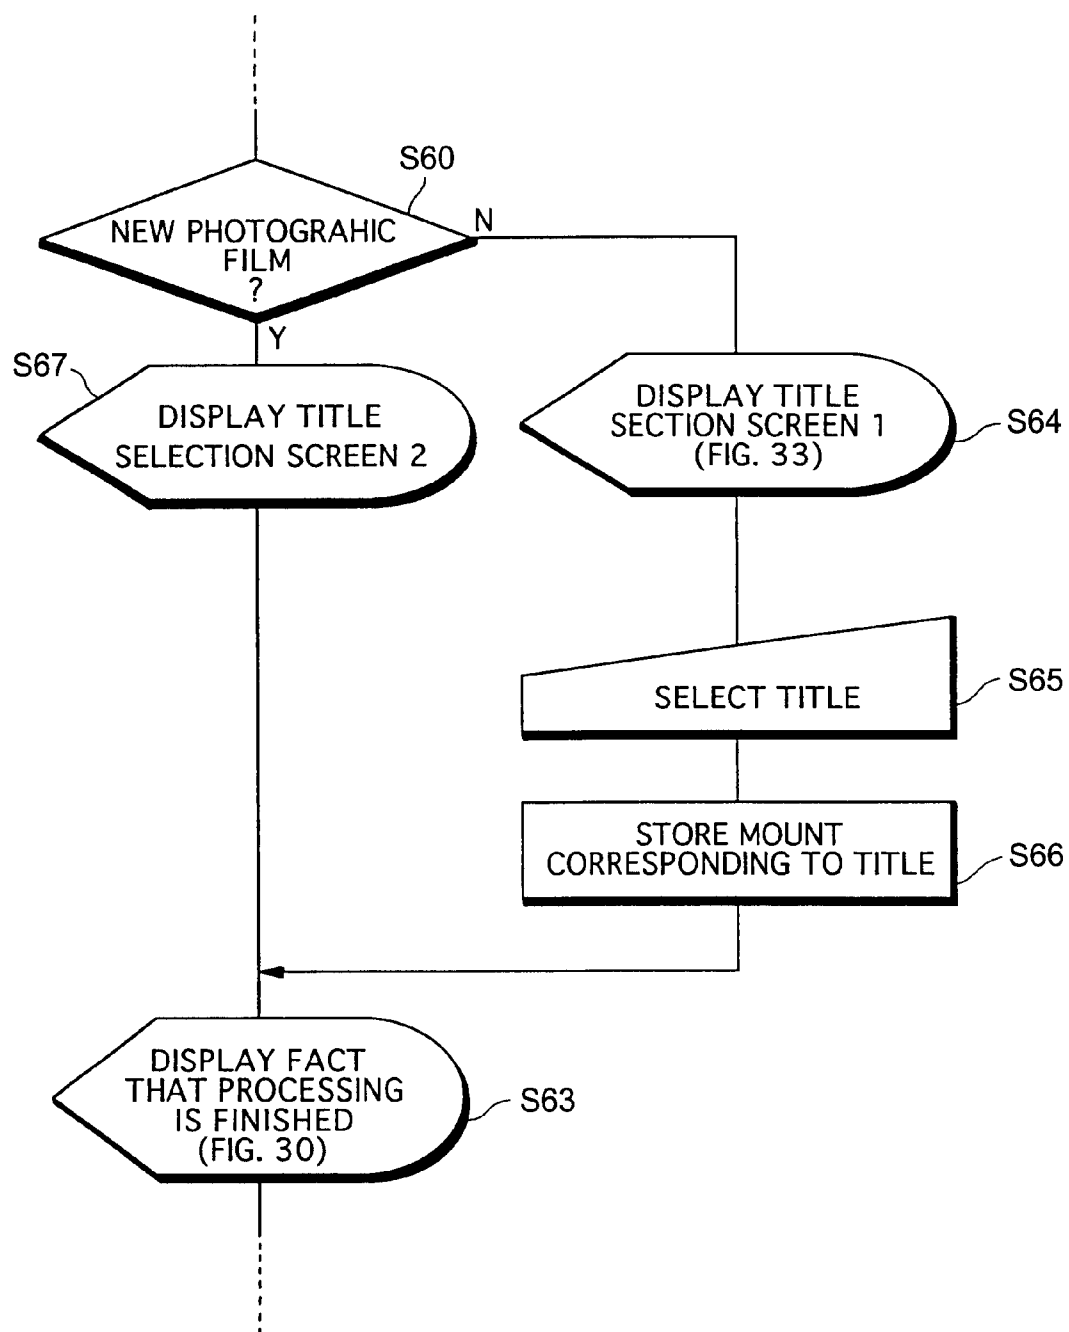 S60
NEW PHOTOGRAHIC
FILM
?
N
Y
S67
DISPLAY TITLE
SELECTION SCREEN 2
DISPLAY TITLE
SECTION SCREEN 1
(FIG. 33)
S64
SELECT TITLE
S65
STORE MOUNT
CORRESPONDING TO TITLE
S66
DISPLAY FACT
THAT PROCESSING
IS FINISHED
(FIG. 30)
S63